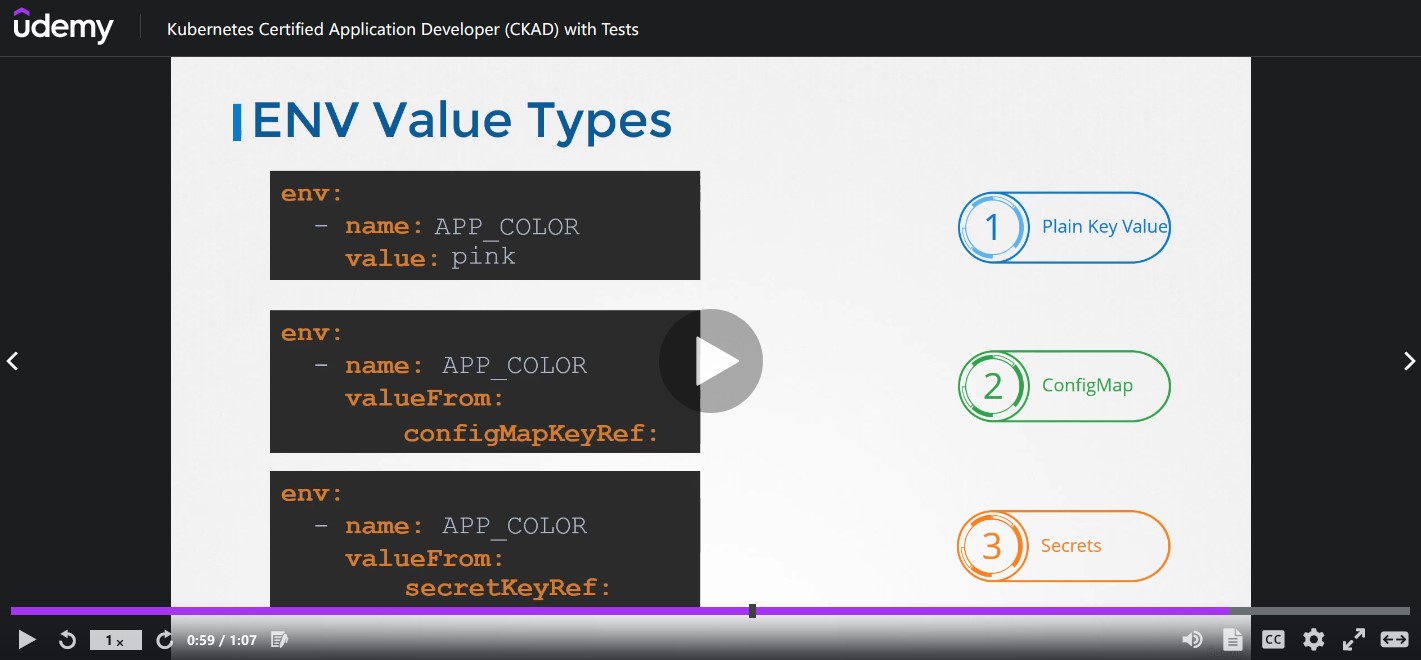 udemy
Kubernetes Certified Application Developer (CKAD) with Tests
ENV Value Types
env:
- name: APP_COLOR
value: pink
1 Plain Key Value
env:
- name: APP_COLOR
valueFrom:
configMapKeyRef:
2 ConfigMap
env:
- name: APP_COLOR
valueFrom:
secretKeyRef:
3 Secrets
1x
0:59 / 1:07
CC